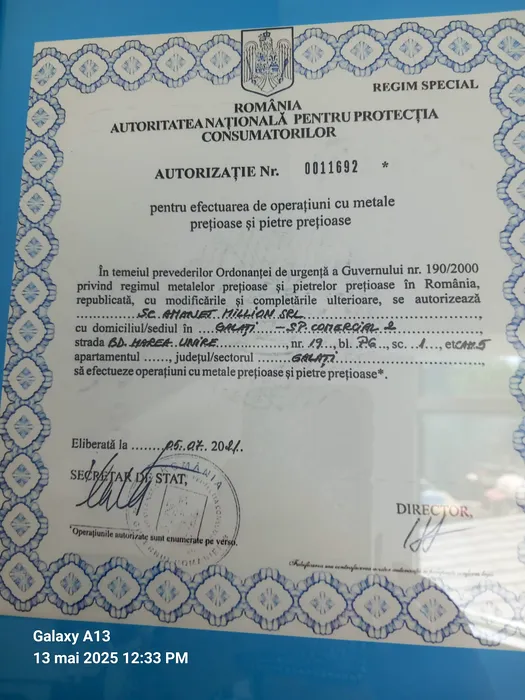 REGIM SPECIAL
ROMÂNIA
AUTORITATEA NAȚIONALĂ PENTRU PROTECȚIA
CONSUMATORILOR
AUTORIZAȚIE Nr. 0011692 *
pentru efectuarea de operațiuni cu metale
prețioase și pietre prețioase
În temeiul prevederilor Ordonanței de urgență a Guvernului nr. 190/2000
privind regimul metalelor prețioase și pietrelor prețioase în România,
republicată, cu modificările și completările ulterioare, se autorizează
SC. AMANET MILLION SRL
cu domiciliul/sediul în GALAȚI - SP. COMERCIAL 2
strada BD. MAREA UNIRE, nr. 19, bl. PG, sc. 1, et. CAM.5
apartamentul ......, județul/sectorul GALAȚI
să efectueze operațiuni cu metale prețioase și pietre prețioase*.
Eliberată la 05.07. 2021.
SECRETAR DE STAT,
ROMÂNIA
DIRECTOR,
*Operațiunile autorizate sunt enumerate pe verso.
Galaxy A13
13 mai 2025 12:33 PM